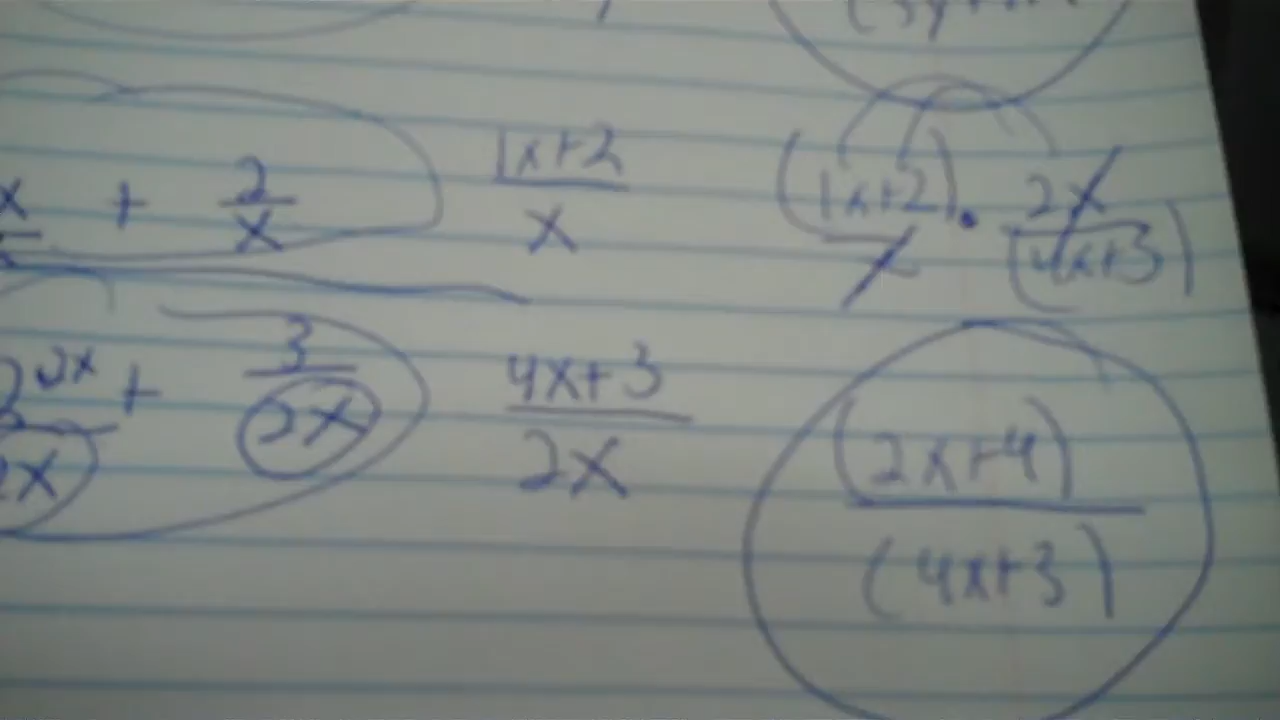 x + 2/x (1x+2)/x (1x+2)/x · 2x/(4x+3)
2 2x/2x + 3/2x (4x+3)/2x (2x+4)/(4x+3)